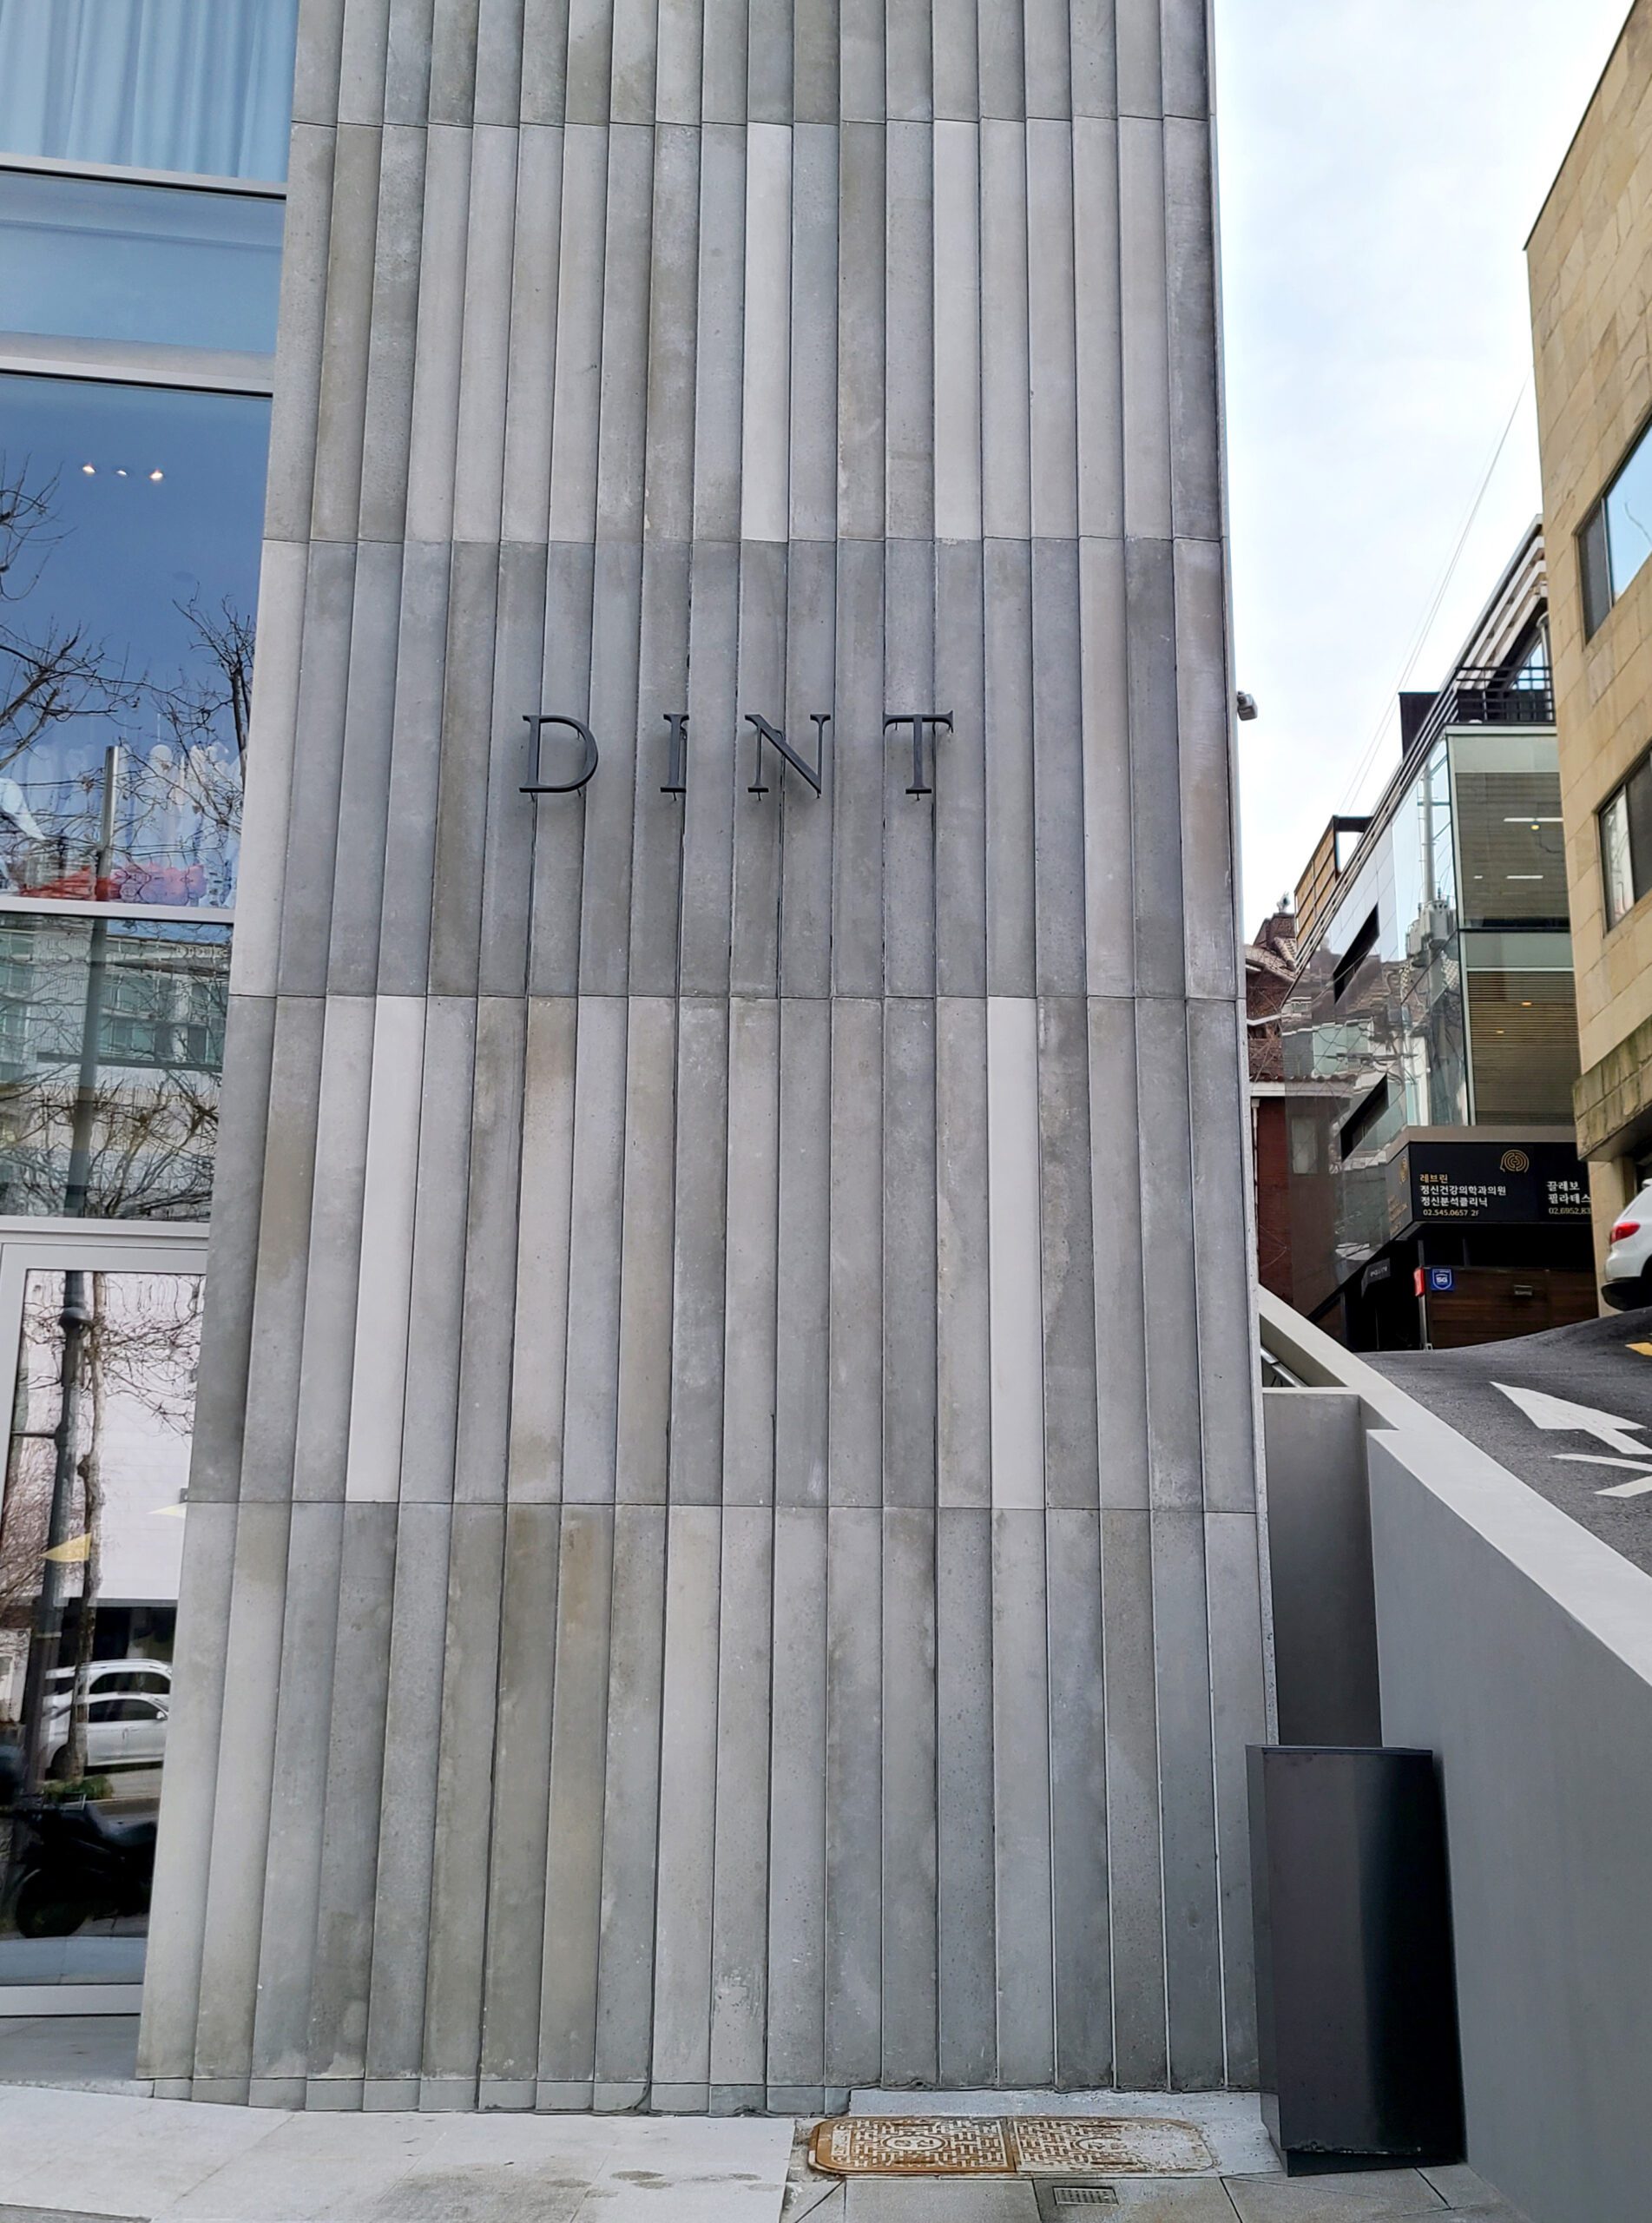 DINT
레브린
정신건강의학과의원
정신분석클리닉
02.545.0657 2f
끌레보
필라테스